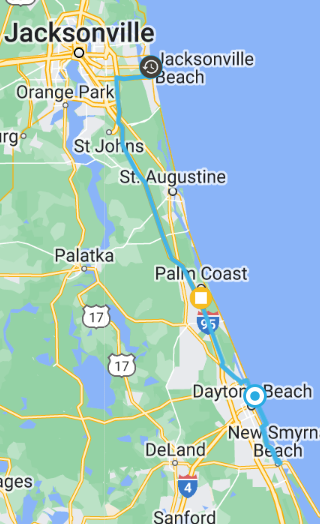 Jacksonville
Jacksonville
Beach
Orange Park
urg
St Johns
St. Augustine
Palatka
Palm Coast
17
95
17
Dayton Beach
New Smyrn
Beach
DeLand
4
ages
Sanford